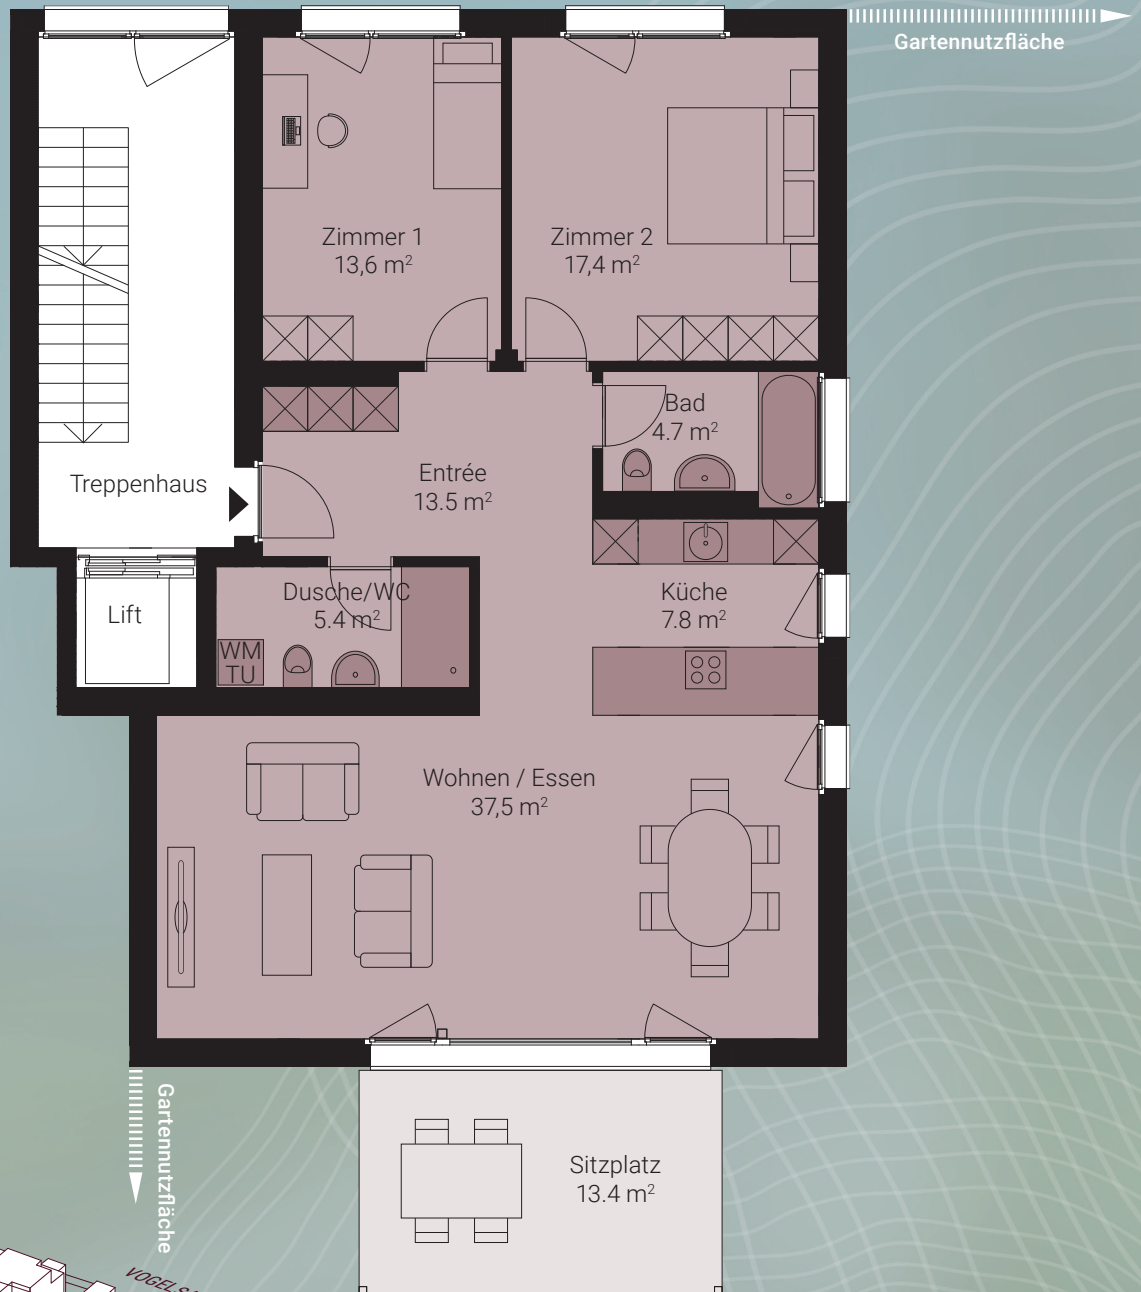 Gartennutzfläche
Zimmer 1
13,6 m²
Zimmer 2
17,4 m²
Bad
4.7 m²
Treppenhaus
Entrée
13.5 m²
Lift
Dusche/WC
5.4 m²
WM
TU
Küche
7.8 m²
Wohnen / Essen
37,5 m²
Gartennutzfläche
Sitzplatz
13.4 m²